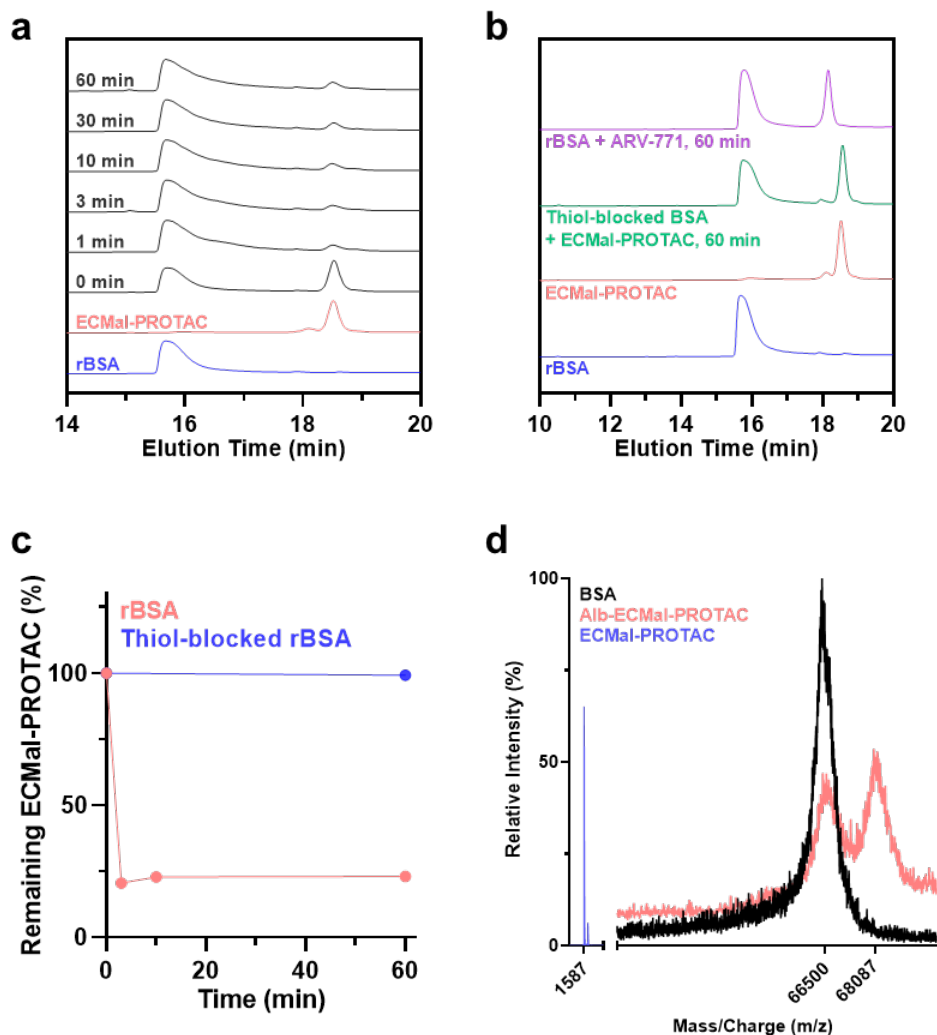 a
60 min
30 min
10 min
3 min
1 min
0 min
ECMal-PROTAC
rBSA
14 16 18 20
Elution Time (min)
b
rBSA + ARV-771, 60 min
Thiol-blocked BSA
+ ECMal-PROTAC, 60 min
ECMal-PROTAC
rBSA
10 12 14 16 18 20
Elution Time (min)
c
Remaining ECMal-PROTAC (%)
rBSA
Thiol-blocked rBSA
100
50
0
0 20 40 60
Time (min)
d
Relative Intensity (%)
100
50
0
BSA
Alb-ECMal-PROTAC
ECMal-PROTAC
1587 66500 68087
Mass/Charge (m/z)